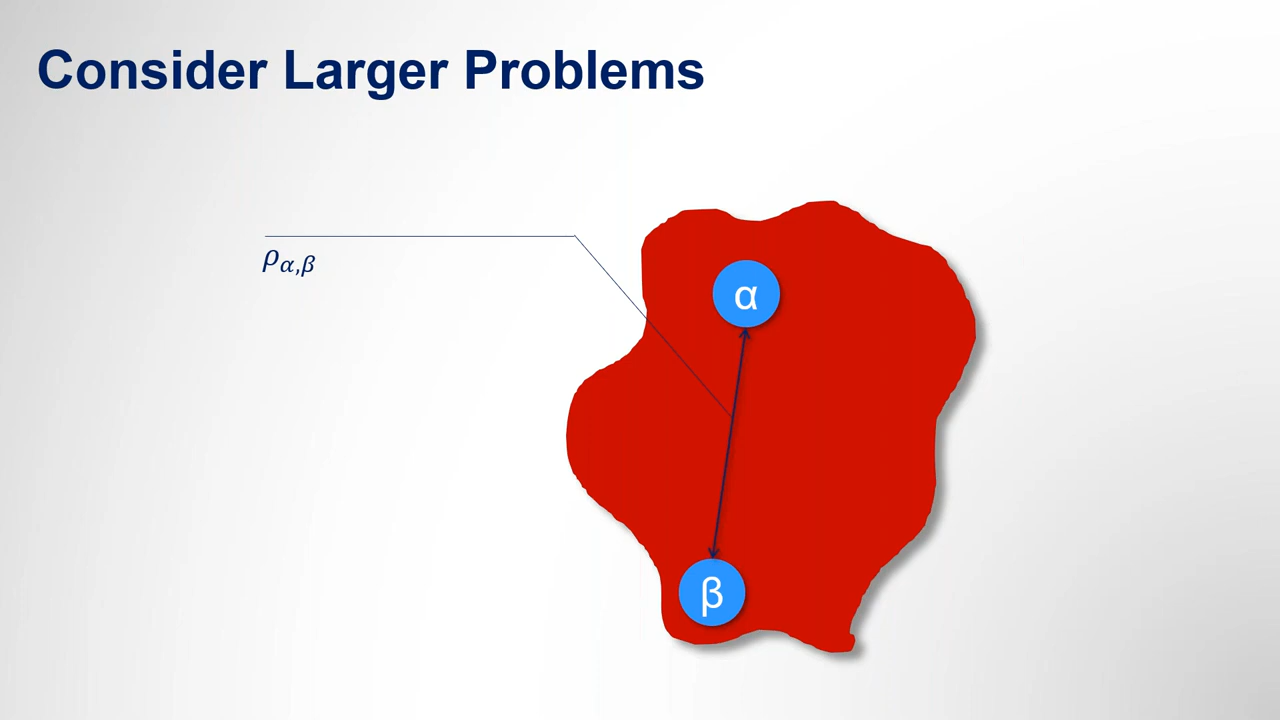 Consider Larger Problems
ρα,β
α
β